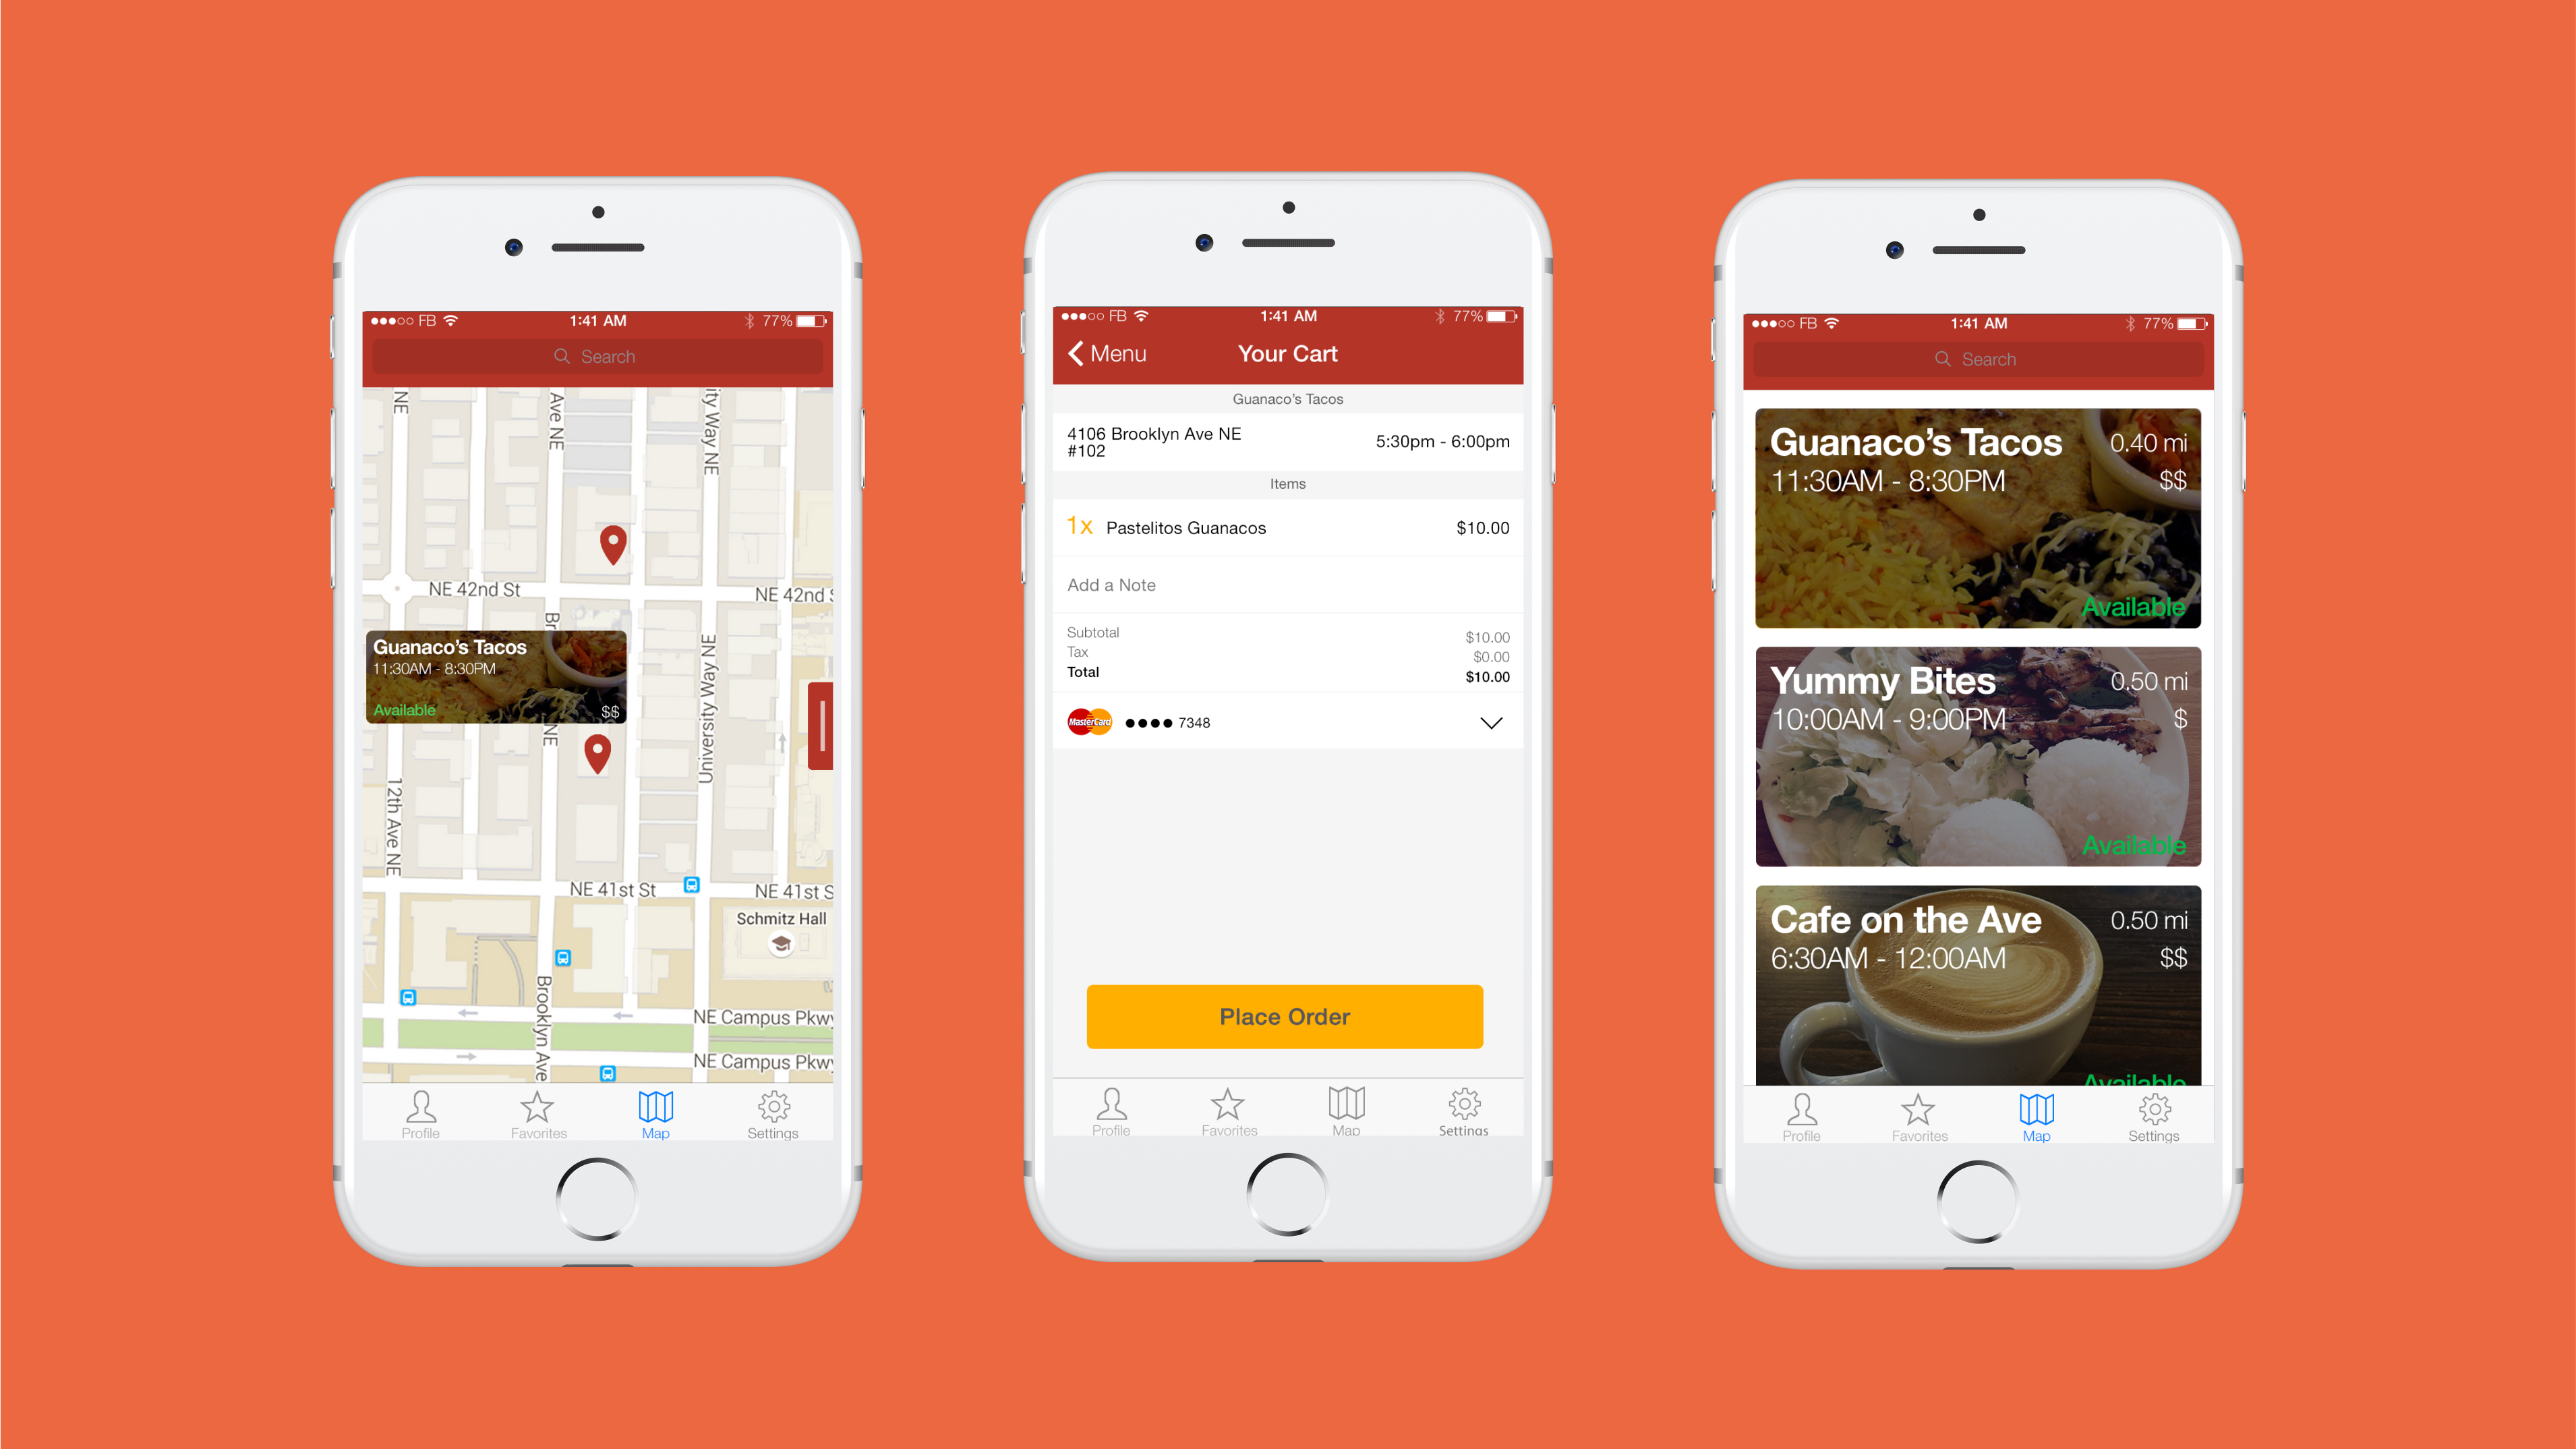 FB
1:41 AM
77%
Search
NE
Ave NE
ity Way NE
NE 42nd St
NE 42nd S
Br
Guanaco's Tacos
11:30AM - 8:30PM
Available
$$
NE
University Way NE
12th Ave NE
NE 41st St
NE 41st S
Schmitz Hall
Brooklyn Ave
NE Campus Pkwy
NE Campus Pkwy
Profile
Favorites
Map
Settings
FB
1:41 AM
77%
Menu
Your Cart
Guanaco's Tacos
4106 Brooklyn Ave NE
#102
5:30pm - 6:00pm
Items
1x Pastelitos Guanacos $10.00
Add a Note
Subtotal $10.00
Tax $0.00
Total $10.00
MasterCard
7348
Place Order
Profile
Favorites
Map
Settings
FB
1:41 AM
77%
Search
Guanaco's Tacos
0.40 mi
11:30AM - 8:30PM
$$
Available
Yummy Bites
0.50 mi
10:00AM - 9:00PM
$
Available
Cafe on the Ave
0.50 mi
6:30AM - 12:00AM
$$
Available
Profile
Favorites
Map
Settings